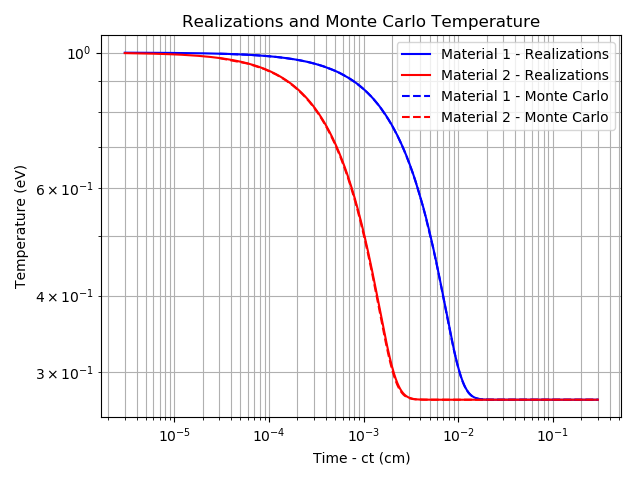 Realizations and Monte Carlo Temperature
10⁰
6 × 10⁻¹
4 × 10⁻¹
3 × 10⁻¹
Temperature (eV)
Material 1 - Realizations
Material 2 - Realizations
Material 1 - Monte Carlo
Material 2 - Monte Carlo
10⁻⁵ 10⁻⁴ 10⁻³ 10⁻² 10⁻¹
Time - ct (cm)